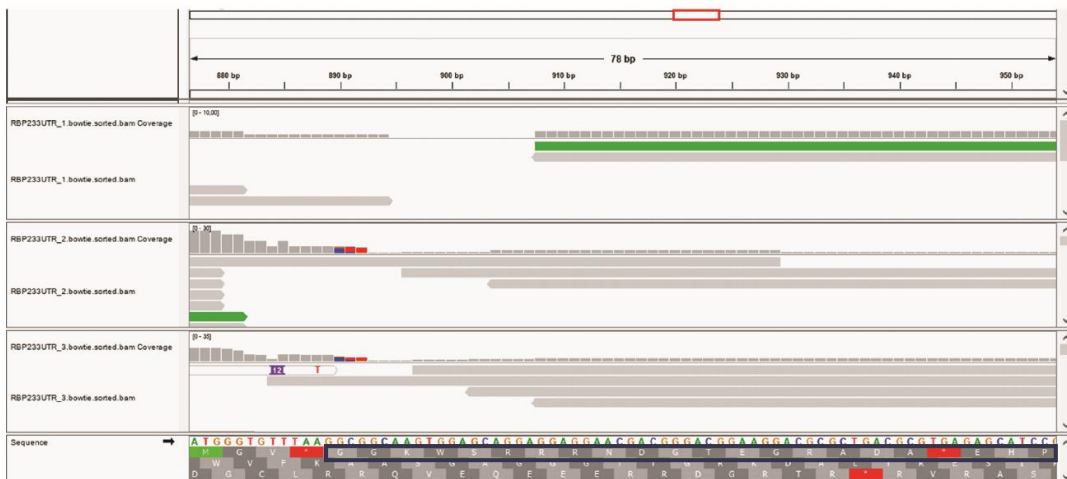 78 bp
880 bp 890 bp 900 bp 910 bp 920 bp 930 bp 940 bp 950 bp
RBP233UTR_1.bowtie.sorted.bam Coverage
[0 - 10,00]
RBP233UTR_1.bowtie.sorted.bam
RBP233UTR_2.bowtie.sorted.bam Coverage
[0 - 30]
RBP233UTR_2.bowtie.sorted.bam
RBP233UTR_3.bowtie.sorted.bam Coverage
[0 - 35]
12 T
RBP233UTR_3.bowtie.sorted.bam
Sequence
A T G G G T G T T T A A G G C G G C A A G T G G A G C A G G A G G A G G A A C G A C G G G A C G G A A G G A C G C G C T G A C G C G T G A G A G C A T C C G
M G V * G G K W S R R R N D G T E G R A D A * E H P
W V F K A A S G A G G G T T G R K D A L T R E S I
D G C L R R Q V E Q E E E R R D G R T R * R V R A S